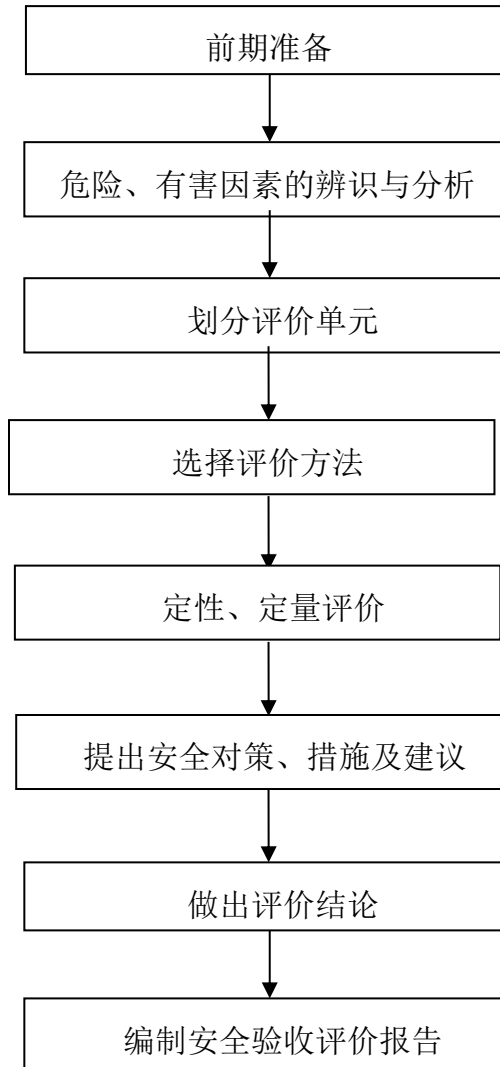 前期准备
危险、有害因素的辨识与分析
划分评价单元
选择评价方法
定性、定量评价
提出安全对策、措施及建议
做出评价结论
编制安全验收评价报告